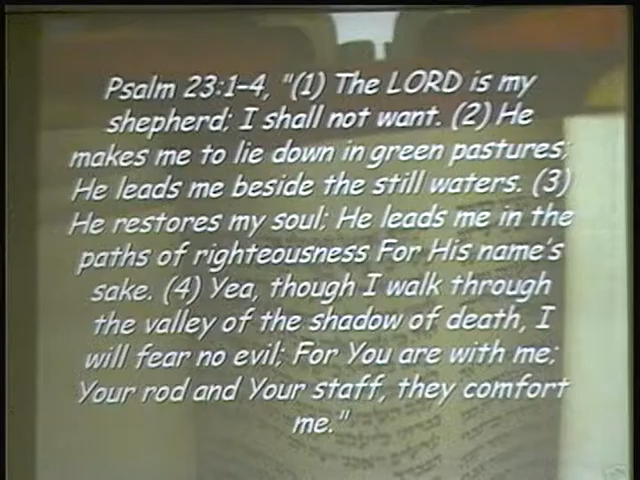 Psalm 23:1-4, "(1) The LORD is my
shepherd; I shall not want. (2) He
makes me to lie down in green pastures;
He leads me beside the still waters. (3)
He restores my soul; He leads me in the
paths of righteousness For His name's
sake. (4) Yea, though I walk through
the valley of the shadow of death, I
will fear no evil; For You are with me;
Your rod and Your staff, they comfort
me."